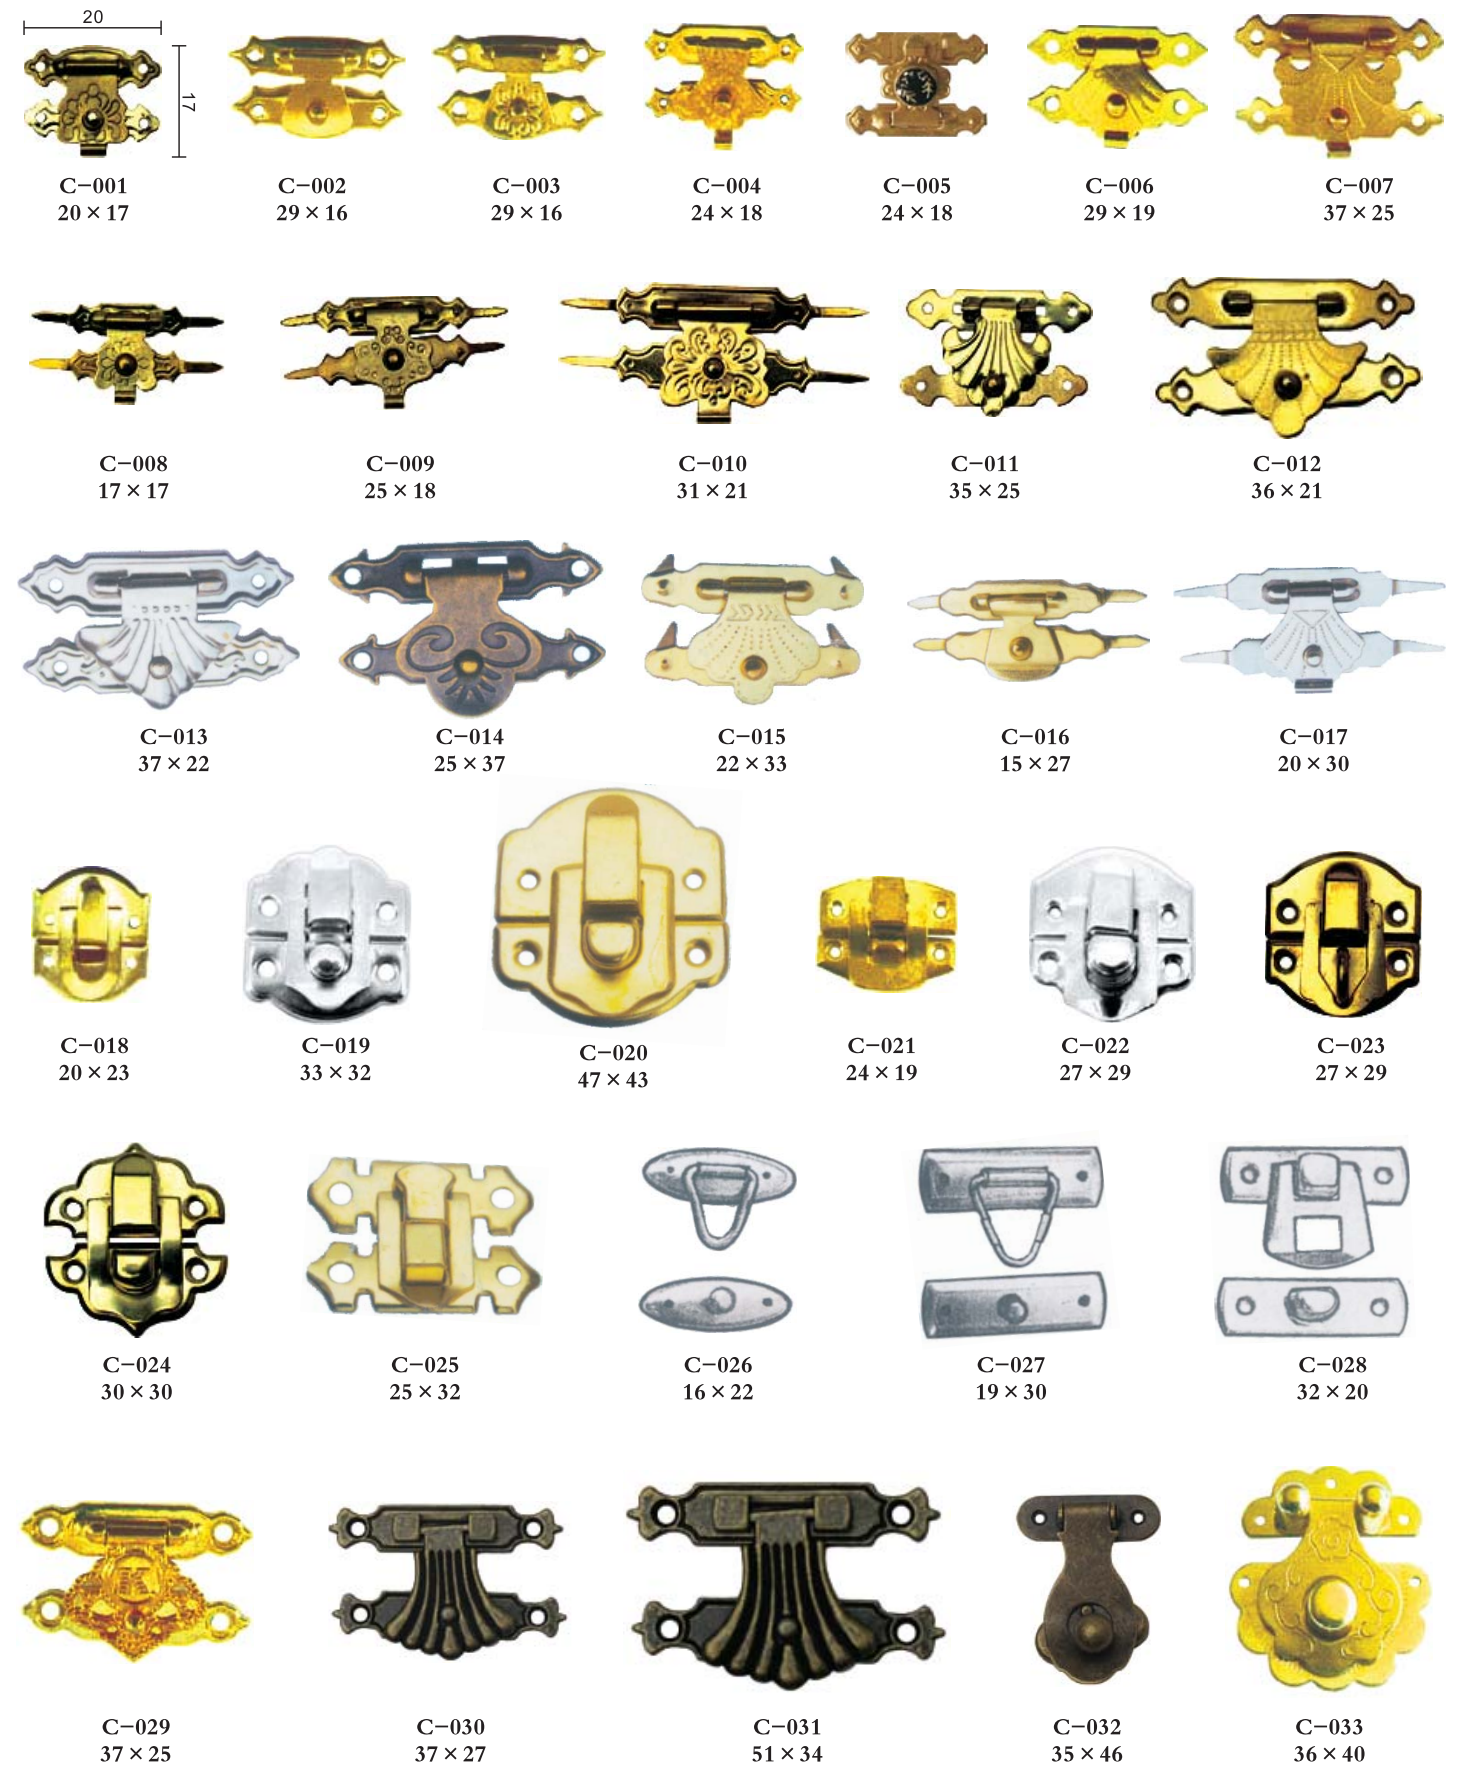 20
17
C-001 C-002 C-003 C-004 C-005 C-006 C-007
20 × 17 29 × 16 29 × 16 24 × 18 24 × 18 29 × 19 37 × 25
C-008 C-009 C-010 C-011 C-012
17 × 17 25 × 18 31 × 21 35 × 25 36 × 21
C-013 C-014 C-015 C-016 C-017
37 × 22 25 × 37 22 × 33 15 × 27 20 × 30
C-018 C-019 C-020 C-021 C-022 C-023
20 × 23 33 × 32 47 × 43 24 × 19 27 × 29 27 × 29
C-024 C-025 C-026 C-027 C-028
30 × 30 25 × 32 16 × 22 19 × 30 32 × 20
C-029 C-030 C-031 C-032 C-033
37 × 25 37 × 27 51 × 34 35 × 46 36 × 40